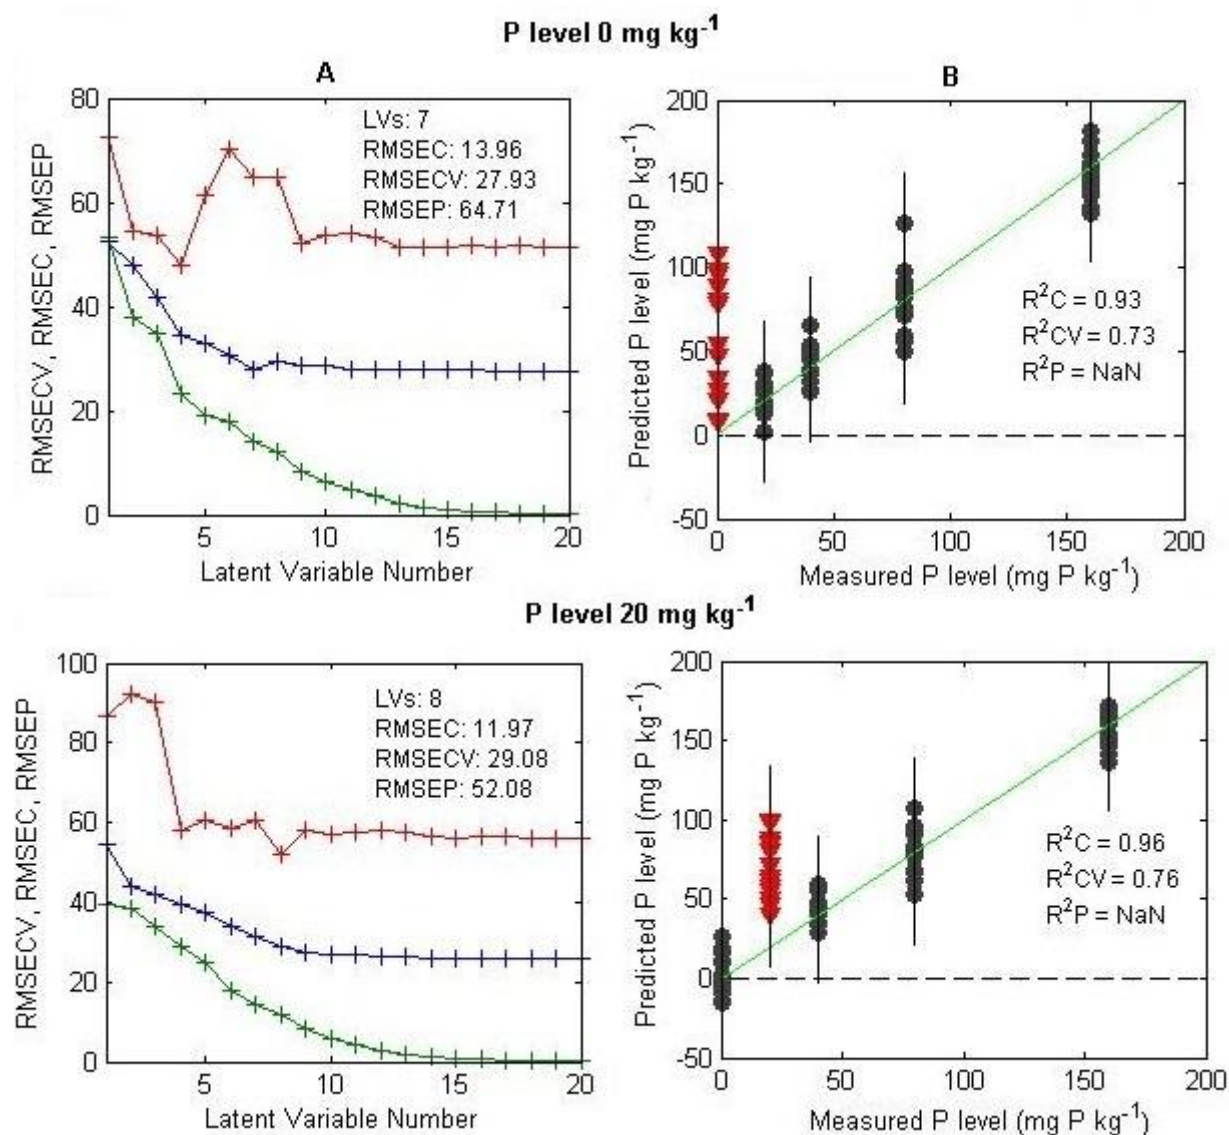 P level 0 mg kg⁻¹
A
80
60
40
20
0
5
10
15
20
RMSECV, RMSEC, RMSEP
Latent Variable Number
LVs: 7
RMSEC: 13.96
RMSECV: 27.93
RMSEP: 64.71
B
200
150
100
50
0
-50
0
50
100
150
200
Predicted P level (mg P kg⁻¹)
Measured P level (mg P kg⁻¹)
R²C = 0.93
R²CV = 0.73
R²P = NaN
P level 20 mg kg⁻¹
100
80
60
40
20
0
5
10
15
20
RMSECV, RMSEC, RMSEP
Latent Variable Number
LVs: 8
RMSEC: 11.97
RMSECV: 29.08
RMSEP: 52.08
200
150
100
50
0
-50
0
50
100
150
200
Predicted P level (mg P kg⁻¹)
Measured P level (mg P kg⁻¹)
R²C = 0.96
R²CV = 0.76
R²P = NaN